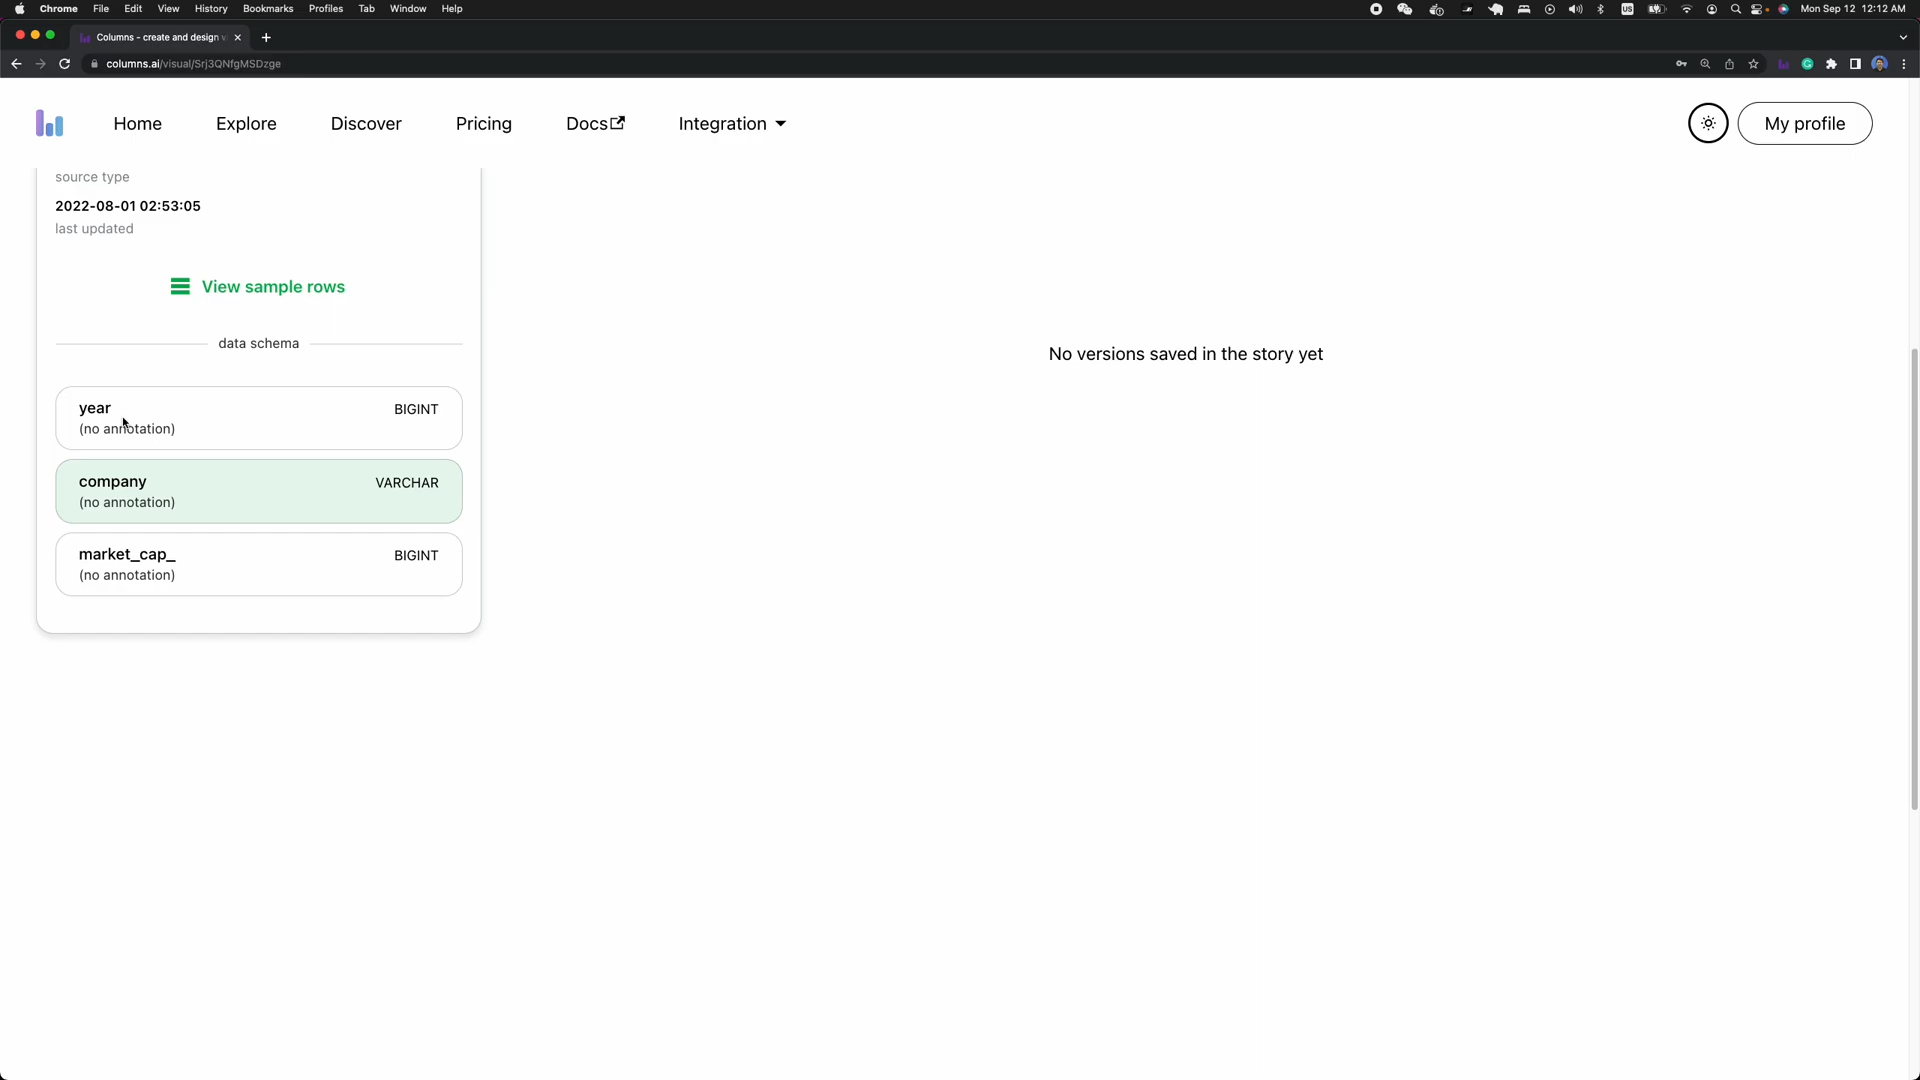 Chrome File Edit View History Bookmarks Profiles Tab Window Help
US
Mon Sep 12 12:12 AM
Columns - create and design
columns.ai/visual/Srj3QNfgMSDzge
Home Explore Discover Pricing Docs Integration
My profile
source type
2022-08-01 02:53:05
last updated
View sample rows
data schema
year BIGINT
(no annotation)
company VARCHAR
(no annotation)
market_cap_ BIGINT
(no annotation)
No versions saved in the story yet